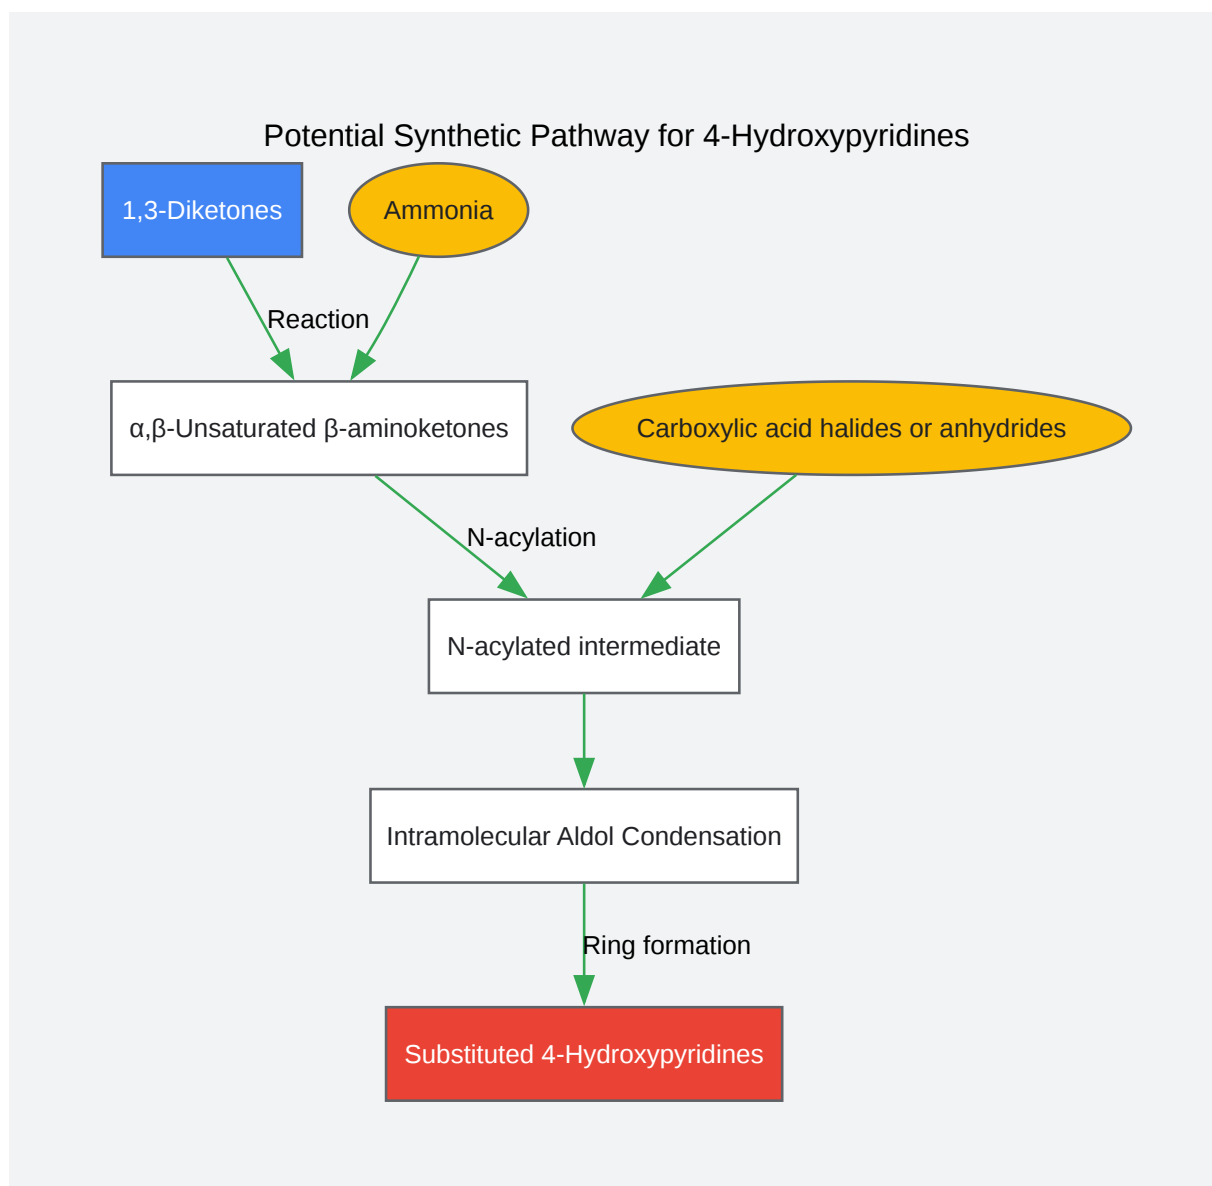 Potential Synthetic Pathway for 4-Hydroxypyridines
1,3-Diketones
Ammonia
Reaction
α,β-Unsaturated β-aminoketones
Carboxylic acid halides or anhydrides
N-acylation
N-acylated intermediate
Intramolecular Aldol Condensation
Ring formation
Substituted 4-Hydroxypyridines